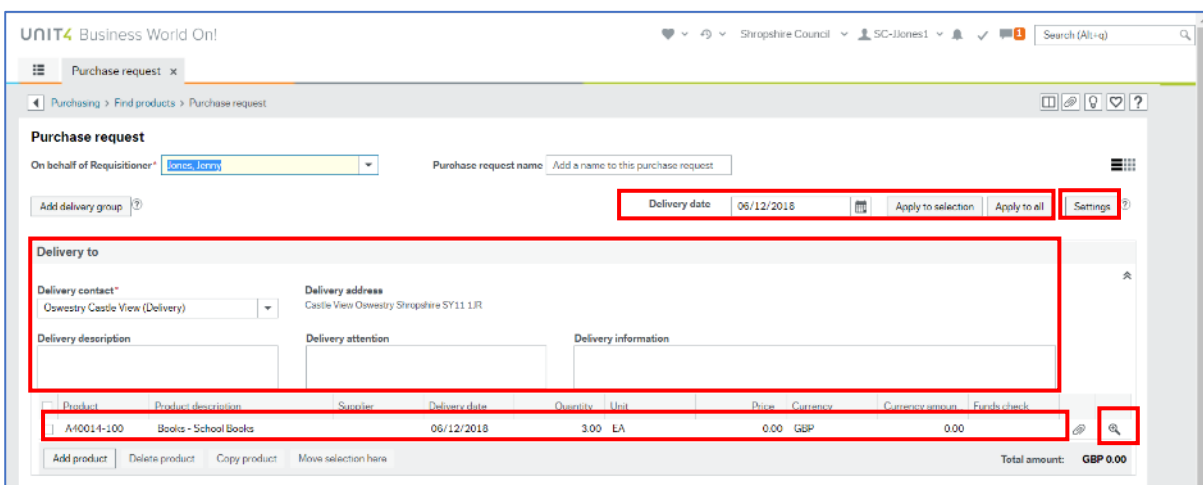 UNIT4 Business World On!
Shropshire Council SC-JJones1 1 Search (Alt+q)
Purchase request x
Purchasing > Find products > Purchase request ?
Purchase request
On behalf of Requisitioner* Jones, Jenny Purchase request name Add a name to this purchase request
Add delivery group ? Delivery date 06/12/2018 Apply to selection Apply to all Settings ?
Delivery to
Delivery contact* Delivery address
Oswestry Castle View (Delivery) Castle View Oswestry Shropshire SY11 1JR
Delivery description Delivery attention Delivery information
Product Product description Supplier Delivery date Quantity Unit Price Currency Currency amoun... Funds check
A40014-100 Books - School Books 06/12/2018 3.00 EA 0.00 GBP 0.00
Add product Delete product Copy product Move selection here Total amount: GBP 0.00